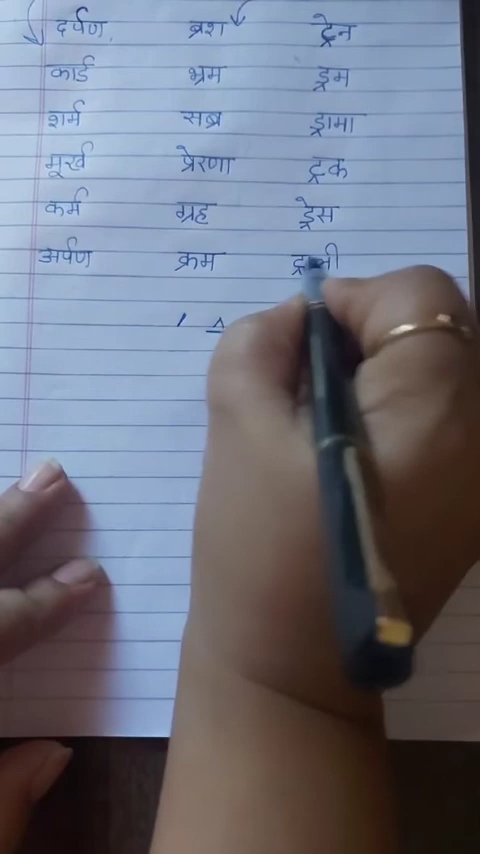 दर्पण ब्रश ट्रेन
कार्ड भ्रम ड्रम
शर्म सब्र ड्रामा
मूर्ख प्रेरणा ट्रक
कर्म ग्रह ड्रेस
अर्पण क्रम